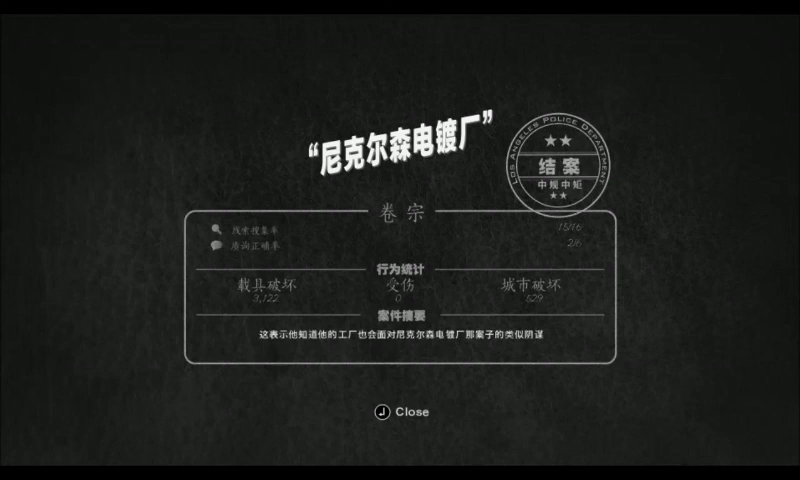 “尼克尔森电镀厂”
LOS ANGELES POLICE DEPARTMENT
结案
中规中矩
卷宗
线索搜集率 15/16
质询正确率 2/6
行为统计
载具破坏 受伤 城市破坏
3,122 0 529
案件摘要
这表示他知道他的工厂也会面对尼克尔森电镀厂那案子的类似阴谋
Close